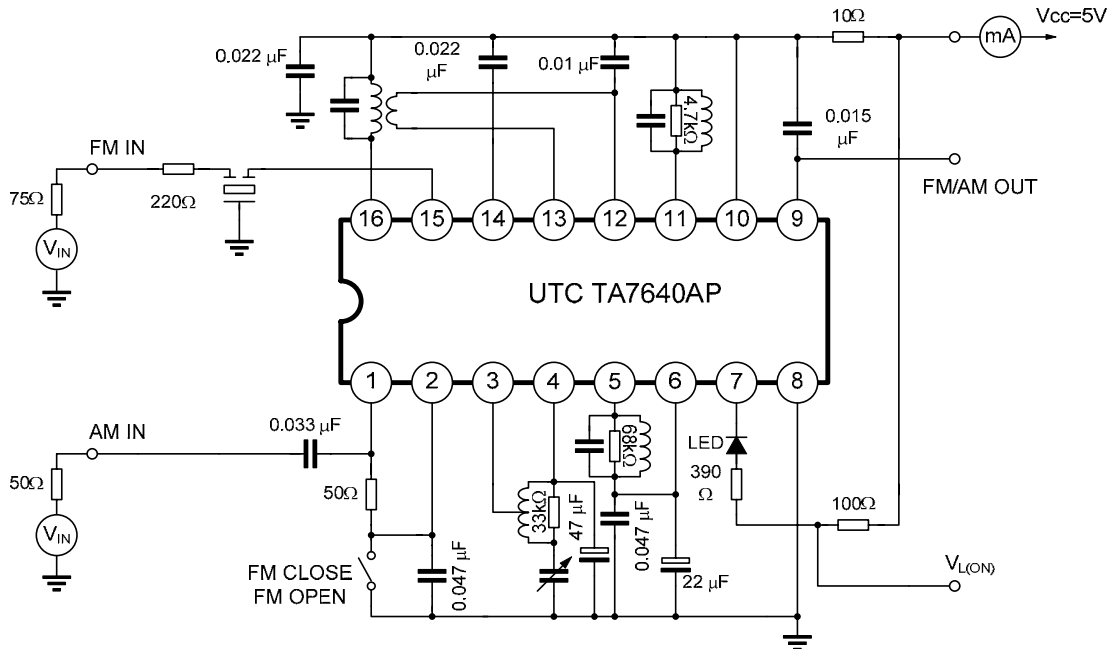 10Ω
Vcc=5V
mA
0.022 μF
0.022
μF
0.01 μF
4.7kΩ
0.015
μF
FM IN
FM/AM OUT
75Ω
220Ω
VIN
16
15
14
13
12
11
10
9
UTC TA7640AP
1
2
3
4
5
6
7
8
0.033 μF
AM IN
LED
68kΩ
390
Ω
50Ω
50Ω
33kΩ
47 μF
0.047 μF
100Ω
VIN
FM CLOSE
FM OPEN
0.047 μF
22 μF
VL(ON)